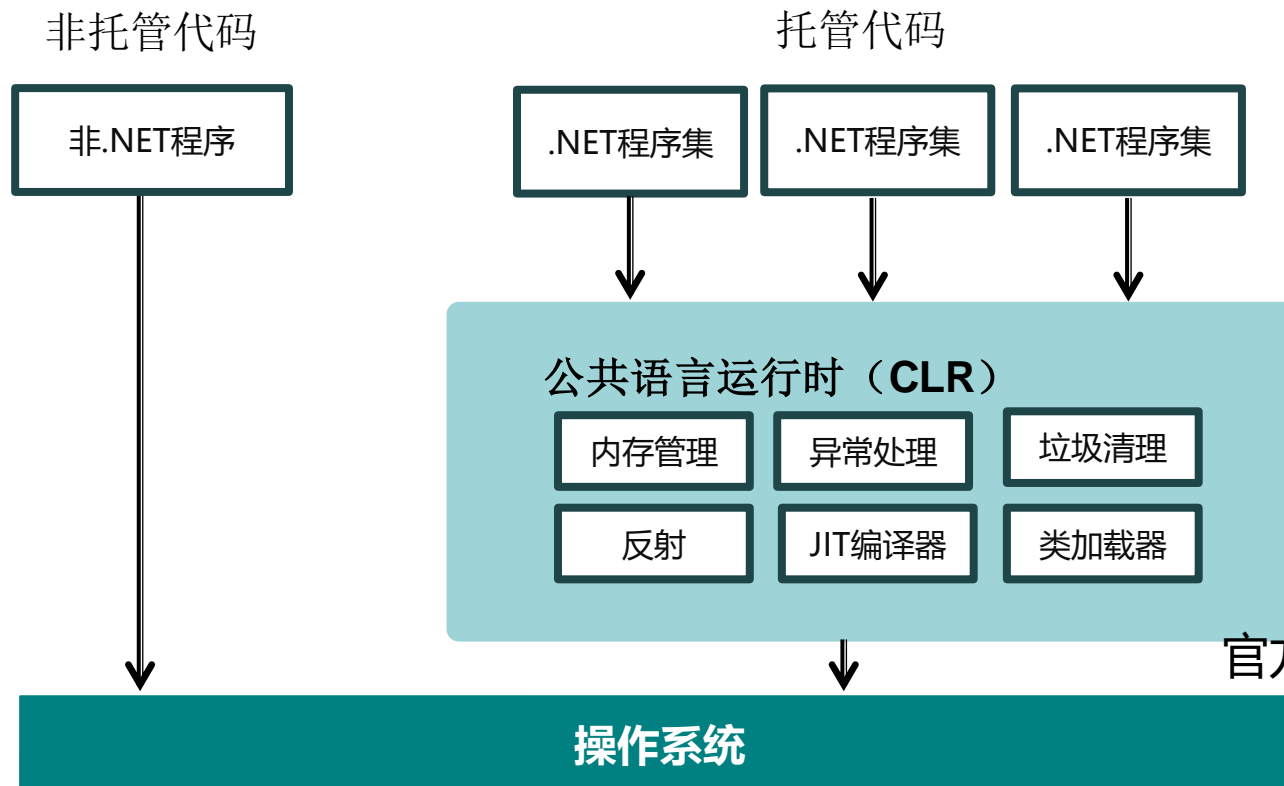 非托管代码
托管代码
非.NET程序
.NET程序集
.NET程序集
.NET程序集
公共语言运行时（CLR）
内存管理
异常处理
垃圾清理
反射
JIT编译器
类加载器
官
操作系统